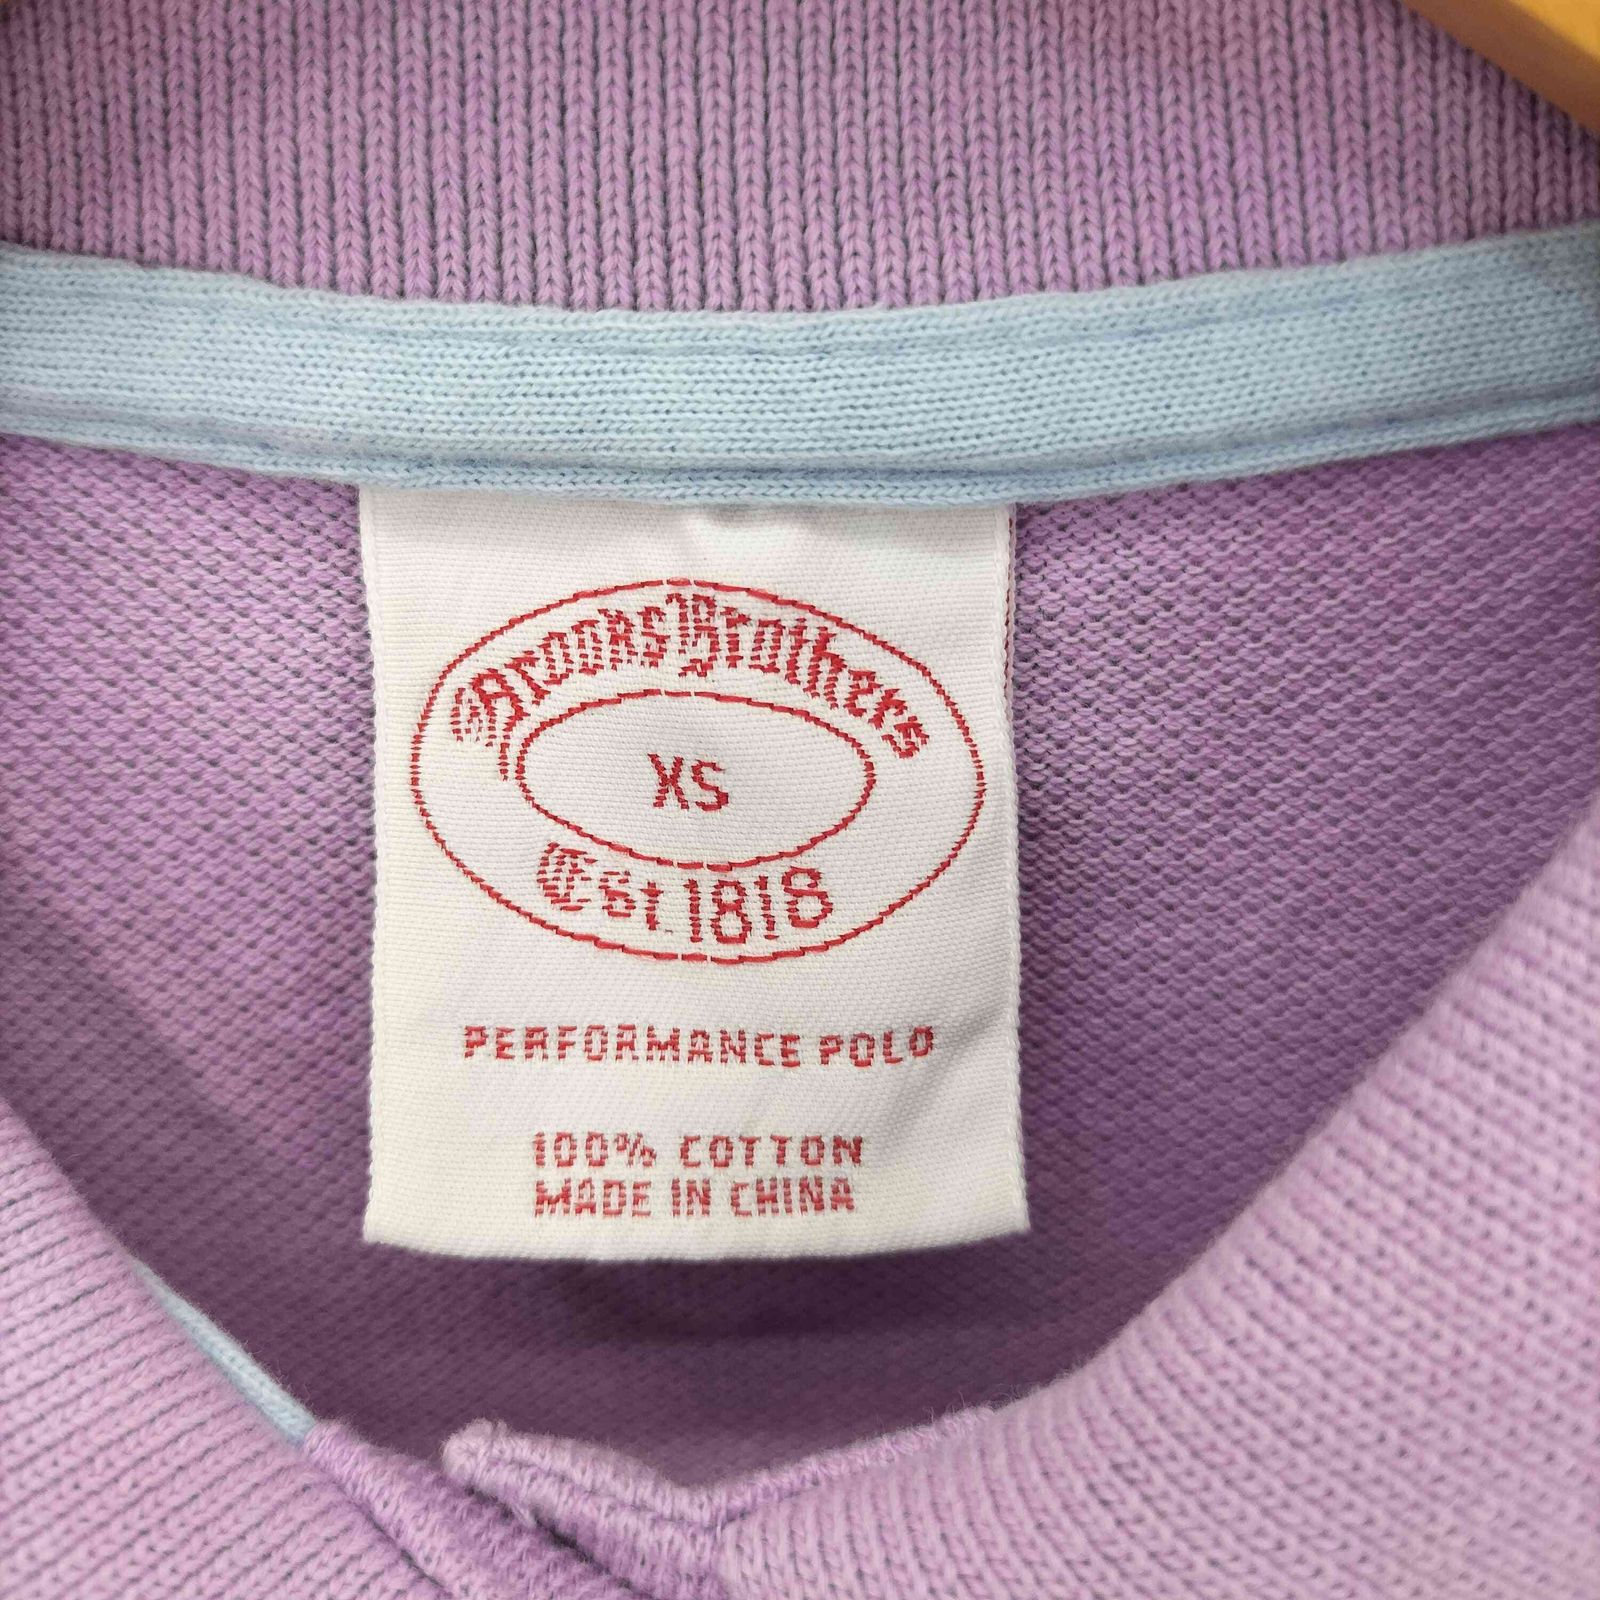 Brooks Brothers
XS
Est. 1818
PERFORMANCE POLO
100% COTTON
MADE IN CHINA